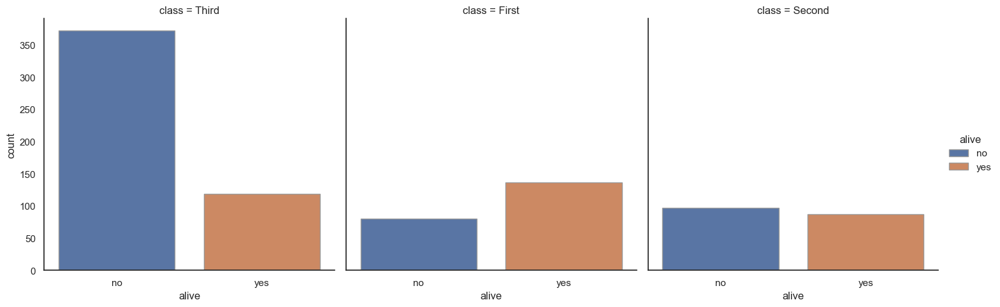 class = Third
class = First
class = Second
count
350
300
250
200
150
100
50
0
no
yes
alive
no
yes
alive
no
yes
alive
alive
no
yes